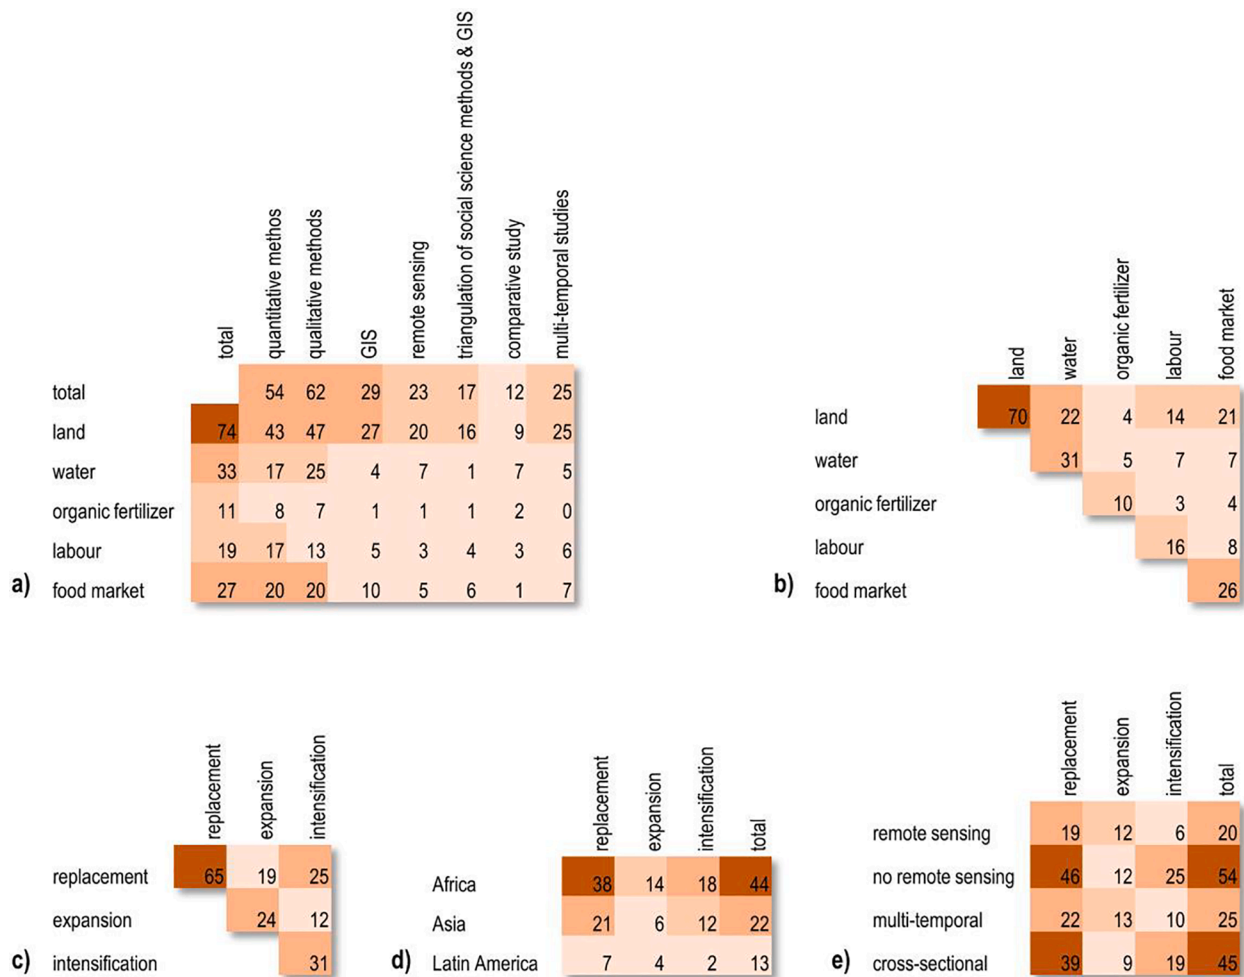 total
quantitative methos
qualitative methods
GIS
remote sensing
triangulation of social science methods & GIS
comparative study
multi-temporal studies
total 54 62 29 23 17 12 25
land 74 43 47 27 20 16 9 25
water 33 17 25 4 7 1 7 5
organic fertilizer 11 8 7 1 1 1 2 0
labour 19 17 13 5 3 4 3 6
a) food market 27 20 20 10 5 6 1 7
land
water
organic fertilizer
labour
food market
land 70 22 4 14 21
water 31 5 7 7
organic fertilizer 10 3 4
labour 16 8
b) food market 26
replacement
expansion
intensification
replacement 65 19 25
expansion 24 12
c) intensification 31
replacement
expansion
intensification
total
Africa 38 14 18 44
Asia 21 6 12 22
d) Latin America 7 4 2 13
replacement
expansion
intensification
total
remote sensing 19 12 6 20
no remote sensing 46 12 25 54
multi-temporal 22 13 10 25
e) cross-sectional 39 9 19 45